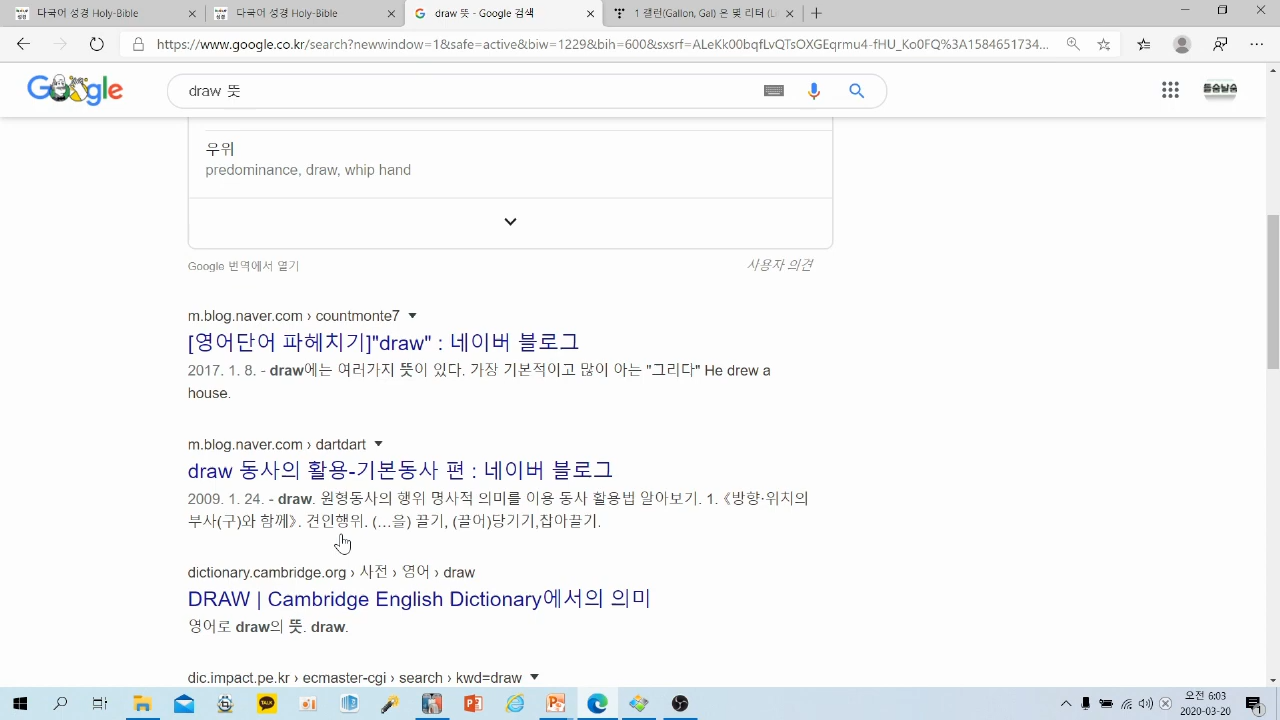 다국어 성경 Holy-Bible
다국어 성경 Holy-Bible
draw 뜻 - Google 검색
1 갤런(Gallon, Ga) 온 및 리터 (Li
https://www.google.co.kr/search?newwindow=1&safe=active&biw=1229&bih=600&sxsrf=ALeKk00bqfLvQTsOXGEqrmu4-fHU_Ko0FQ%3A1584651734...
Google
draw 뜻
돌숨날숨
우위
predominance, draw, whip hand
Google 번역에서 열기
사용자 의견
m.blog.naver.com › countmonte7
[영어단어 파헤치기]"draw" : 네이버 블로그
2017. 1. 8. - draw에는 여러가지 뜻이 있다. 가장 기본적이고 많이 아는 "그리다" He drew a
house.
m.blog.naver.com › dartdart
draw 동사의 활용-기본동사 편 : 네이버 블로그
2009. 1. 24. - draw. 원형동사의 행위 명사적 의미를 이용 동사 활용법 알아보기. 1.《방향·위치의
부사(구)와 함께》. 견인행위. (…을) 끌기, (끌어)당기기,잡아끌기.
dictionary.cambridge.org › 사전 › 영어 › draw
DRAW | Cambridge English Dictionary에서의 의미
영어로 draw의 뜻. draw.
dic.impact.pe.kr › ecmaster-cgi › search › kwd=draw
TALK
오전 6:03
2020-03-20